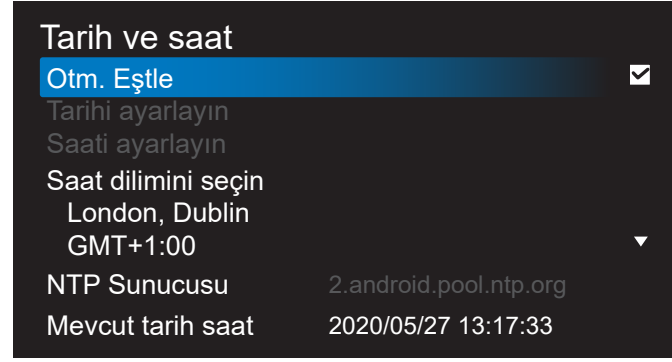 Tarih ve saat
Otm. Eştle
Tarihi ayarlayın
Saati ayarlayın
Saat dilimini seçin
London, Dublin
GMT+1:00
NTP Sunucusu 2.android.pool.ntp.org
Mevcut tarih saat 2020/05/27 13:17:33